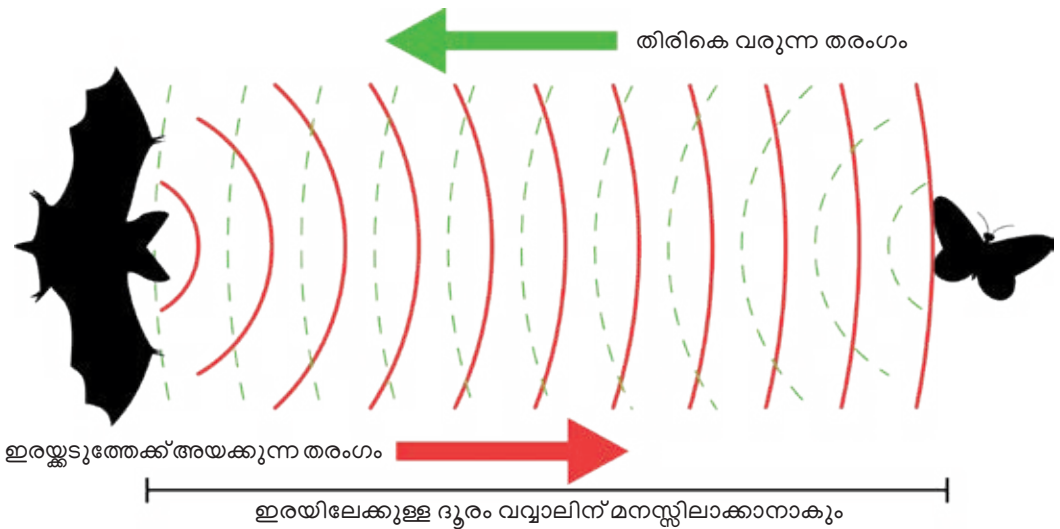 തിരികെ വരുന്ന തരംഗം
ഇരയ്ക്കടുത്തേക്ക് അയക്കുന്ന തരംഗം
ഇരയിലേക്കുള്ള ദൂരം വവ്വാലിന് മനസ്സിലാക്കാനാകും